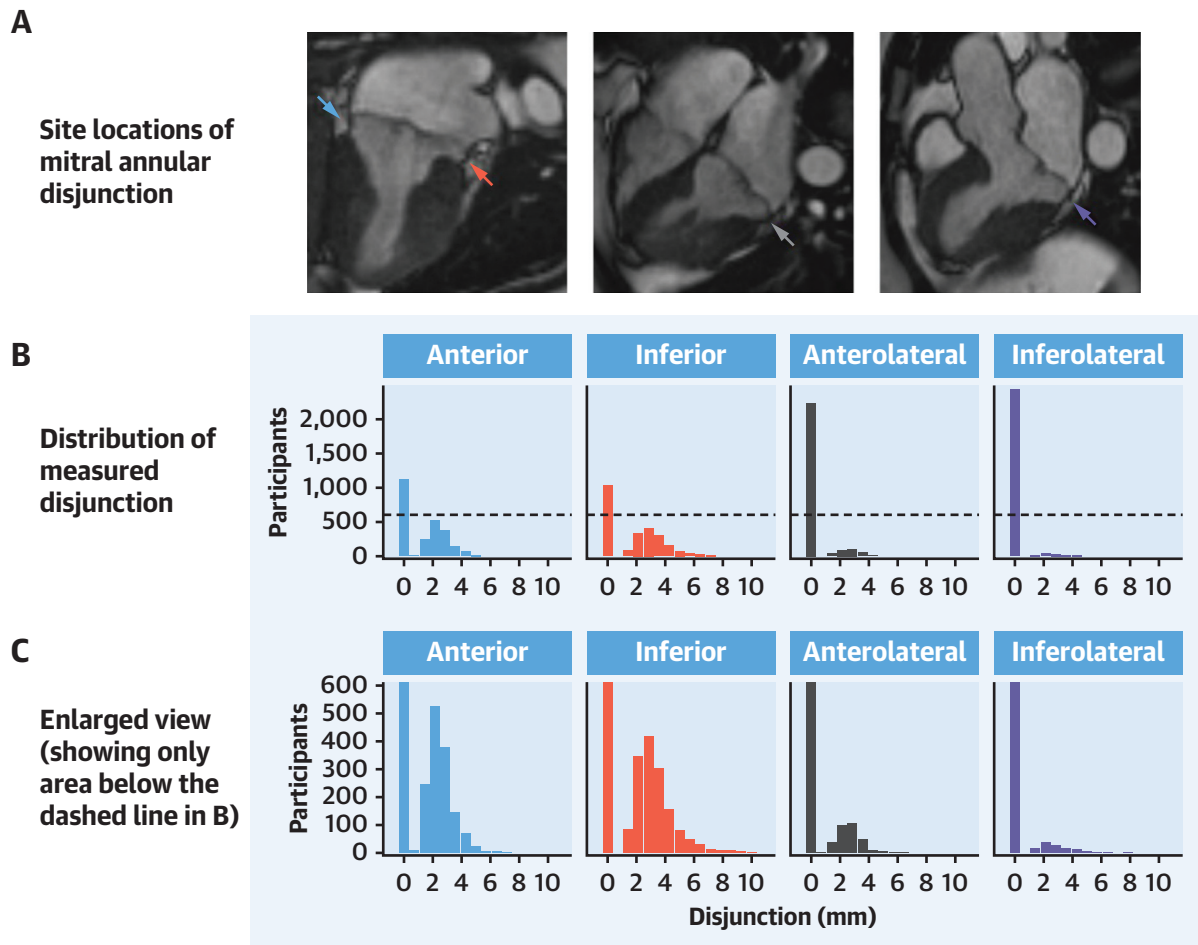 A
Site locations of
mitral annular
disjunction
B
Distribution of
measured
disjunction
Anterior
Inferior
Anterolateral
Inferolateral
Participants
2,000
1,500
1,000
500
0
0 2 4 6 8 10
0 2 4 6 8 10
0 2 4 6 8 10
0 2 4 6 8 10
C
Enlarged view
(showing only
area below the
dashed line in B)
Anterior
Inferior
Anterolateral
Inferolateral
Participants
600
500
400
300
200
100
0
0 2 4 6 8 10
0 2 4 6 8 10
0 2 4 6 8 10
0 2 4 6 8 10
Disjunction (mm)